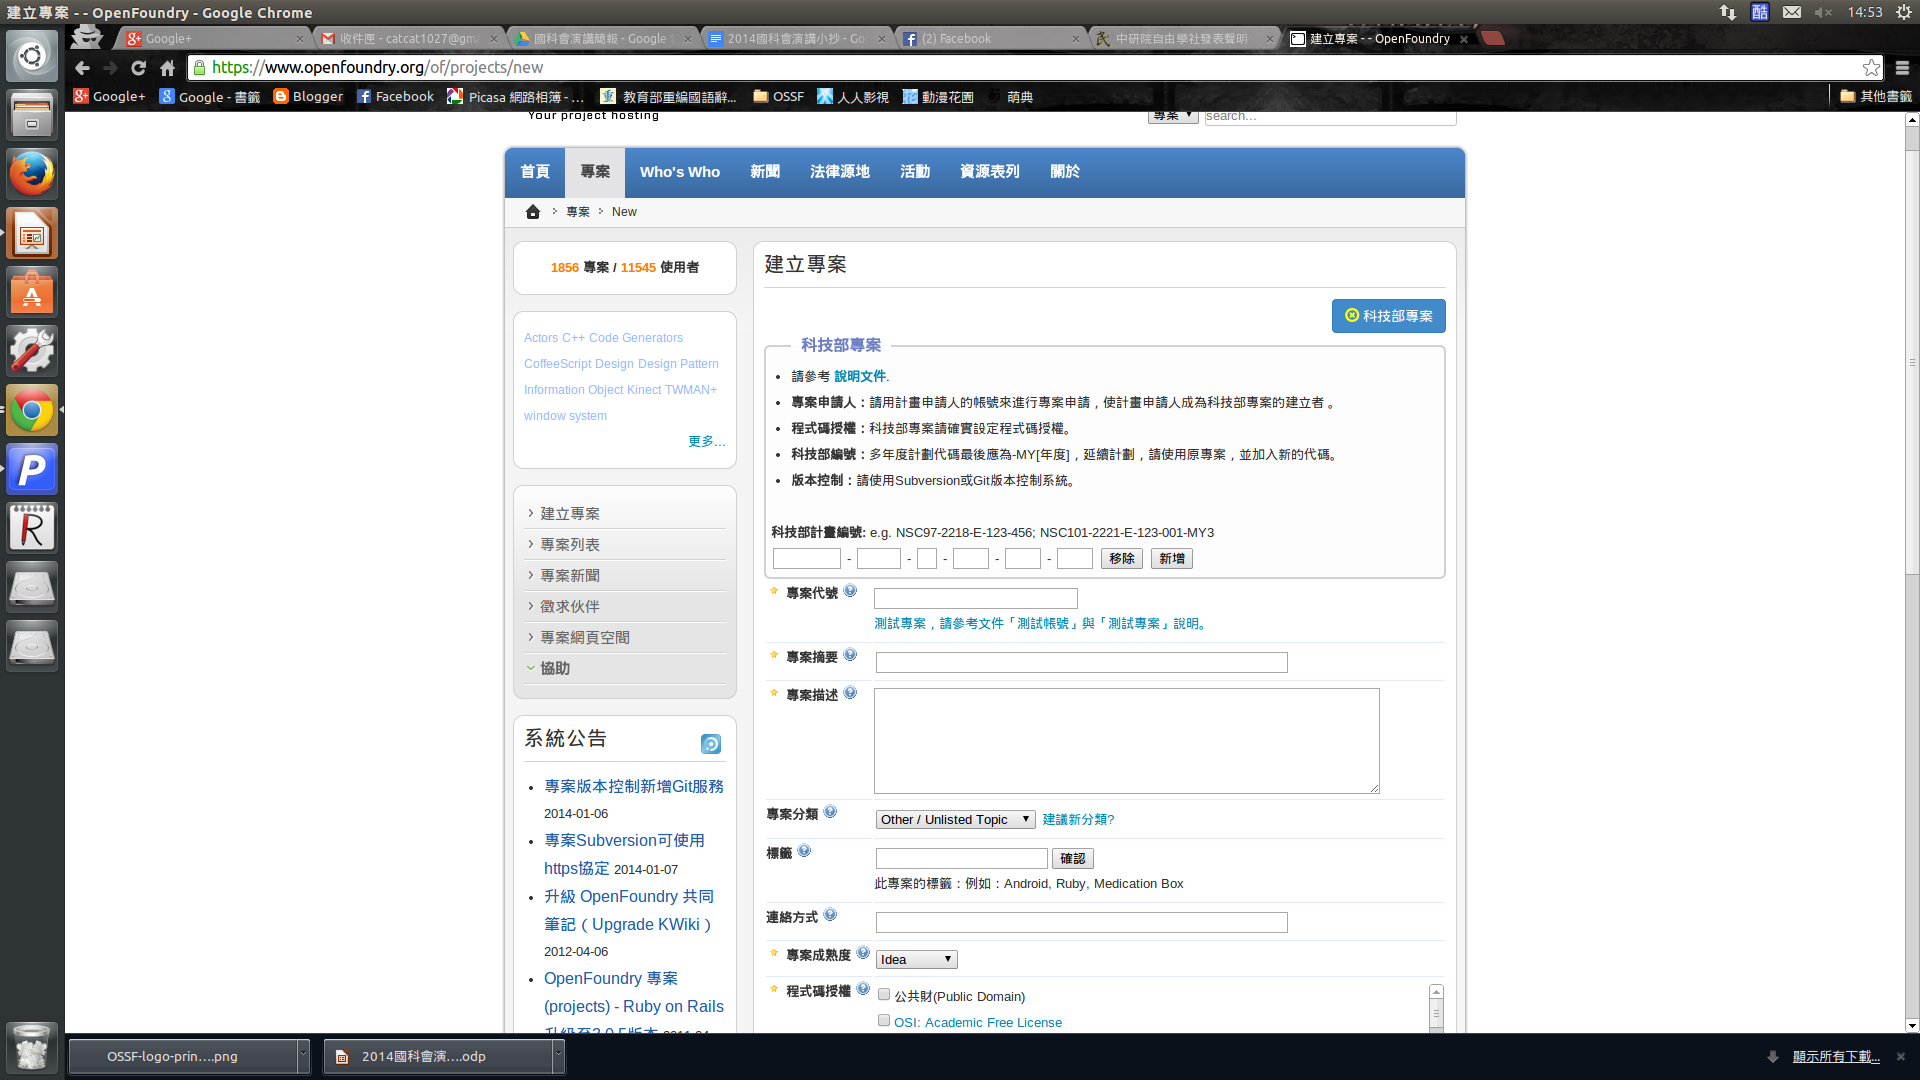 建立專案 - - OpenFoundry - Google Chrome
酷
14:53
Google+
收件匣 - catcat1027@gma
國科會演講簡報 - Google
2014國科會演講小抄 - Goo
(2) Facebook
中研院自由學社發表聲明
建立專案 - - OpenFoundry
https://www.openfoundry.org/of/projects/new
Google+
Google - 書籤
Blogger
Facebook
Picasa 網路相簿 - ...
教育部重編國語辭...
OSSF
人人影視
動漫花園
萌典
其他書籤
Your project hosting
專案
search...
首頁
專案
Who's Who
新聞
法律源地
活動
資源表列
關於
專案
New
1856 專案 / 11545 使用者
Actors C++ Code Generators
CoffeeScript Design Design Pattern
Information Object Kinect TWMAN+
window system
更多...
建立專案
專案列表
專案新聞
徵求伙伴
專案網頁空間
協助
系統公告
專案版本控制新增Git服務
2014-01-06
專案Subversion可使用
https協定 2014-01-07
升級 OpenFoundry 共同
筆記（Upgrade KWiki）
2012-04-06
OpenFoundry 專案
(projects) - Ruby on Rails
建立專案
科技部專案
科技部專案
請參考 說明文件.
專案申請人：請用計畫申請人的帳號來進行專案申請，使計畫申請人成為科技部專案的建立者 。
程式碼授權：科技部專案請確實設定程式碼授權。
科技部編號：多年度計劃代碼最後應為-MY[年度]，延續計劃，請使用原專案，並加入新的代碼。
版本控制：請使用Subversion或Git版本控制系統。
科技部計畫編號: e.g. NSC97-2218-E-123-456; NSC101-2221-E-123-001-MY3
- - - - -
移除
新增
專案代號
測試專案，請參考文件「測試帳號」與「測試專案」說明。
專案摘要
專案描述
專案分類
Other / Unlisted Topic
建議新分類?
標籤
確認
此專案的標籤：例如：Android, Ruby, Medication Box
連絡方式
專案成熟度
Idea
程式碼授權
公共財(Public Domain)
OSI: Academic Free License
OSSF-logo-prin....png
2014國科會演....odp
顯示所有下載...